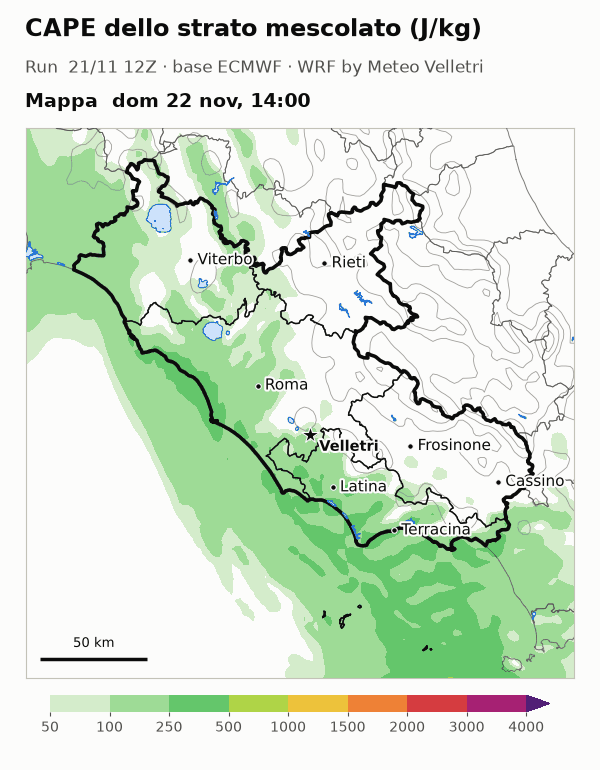 CAPE dello strato mescolato (J/kg)
Run  21/11 12Z · base ECMWF · WRF by Meteo Velletri
Mappa  dom 22 nov, 14:00
Viterbo
Rieti
Roma
Velletri
Frosinone
Latina
Cassino
Terracina
50 km
50 100 250 500 1000 1500 2000 3000 4000